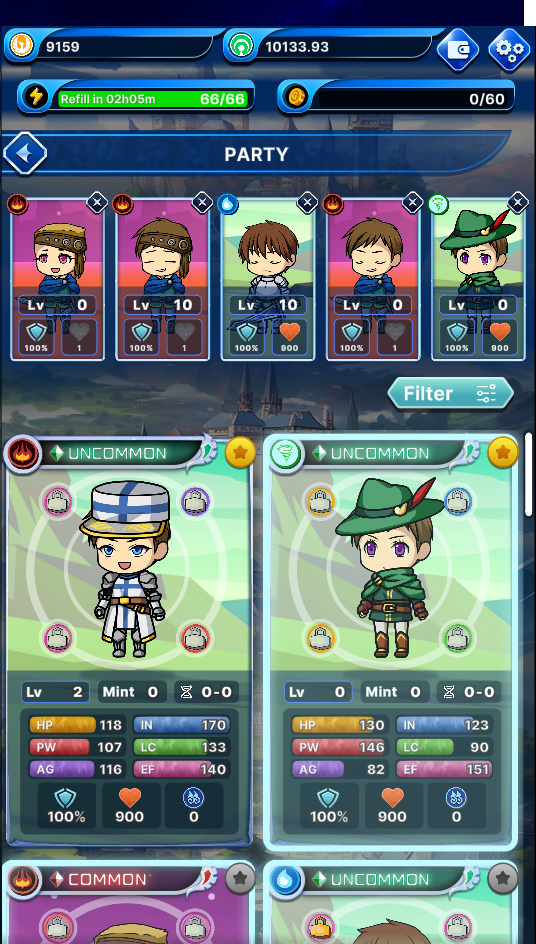 9159 10133.93
Refill in 02h05m 66/66 0/60
PARTY
Lv 0 Lv 10 Lv 10 Lv 0 Lv 0
100% 1 100% 1 100% 900 100% 1 100% 900
Filter
UNCOMMON UNCOMMON
Lv 2 Mint 0 0-0 Lv 0 Mint 0 0-0
HP 118 IN 170 HP 130 IN 123
PW 107 LC 133 PW 146 LC 90
AG 116 EF 140 AG 82 EF 151
100% 900 0 100% 900 0
COMMON UNCOMMON